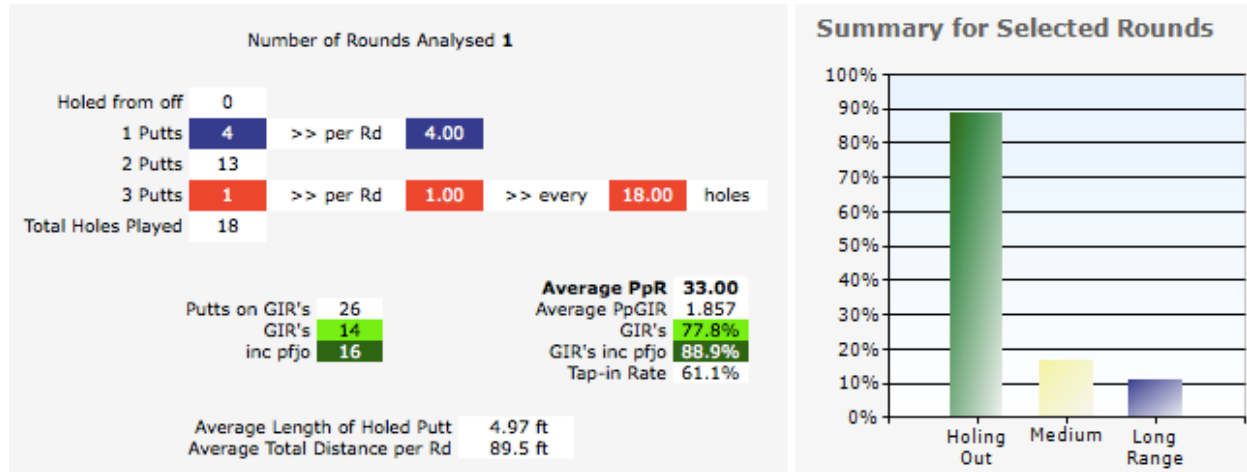 Number of Rounds Analysed 1
Holed from off 0
1 Putts 4 >> per Rd 4.00
2 Putts 13
3 Putts 1 >> per Rd 1.00 >> every 18.00 holes
Total Holes Played 18
Putts on GIR's 26
GIR's 14
inc pfjo 16
Average PpR 33.00
Average PpGIR 1.857
GIR's 77.8%
GIR's inc pfjo 88.9%
Tap-in Rate 61.1%
Average Length of Holed Putt 4.97 ft
Average Total Distance per Rd 89.5 ft
Summary for Selected Rounds
100%
90%
80%
70%
60%
50%
40%
30%
20%
10%
0%
Holing Out
Medium
Long Range